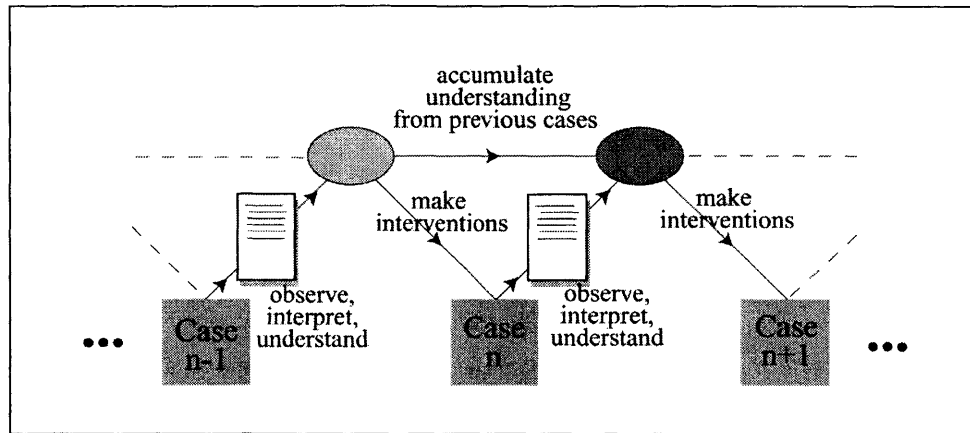 accumulate
understanding
from previous cases
make
interventions
make
interventions
observe,
interpret,
understand
observe,
interpret,
understand
•••
Case
n-1
Case
n
Case
n+1
•••